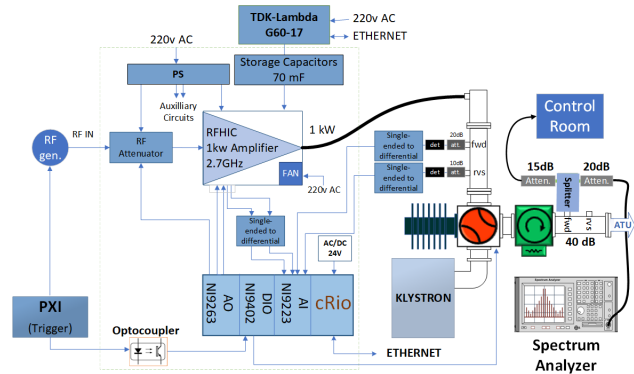 TDK-Lambda
G60-17
220v AC
ETHERNET
220v AC
PS
Storage Capacitors
70 mF
Auxilliary
Circuits
RF
gen.
RF IN
RF
Attenuator
RFHIC
1kw Amplifier
2.7GHz
FAN
1 kW
220v AC
Single-
ended to
differential
det
20dB
att.
fwd
Single-
ended to
differential
det
10dB
att.
rvs
Control
Room
15dB
Atten.
Splitter
20dB
Atten.
fwd
rvs
40 dB
ATU
Single-
ended to
differential
AC/DC
24V
NI9263
AO
NI9402
DIO
NI9223
AI
cRio
KLYSTRON
PXI
(Trigger)
Optocoupler
ETHERNET
Spectrum Analyzer
Spectrum
Analyzer